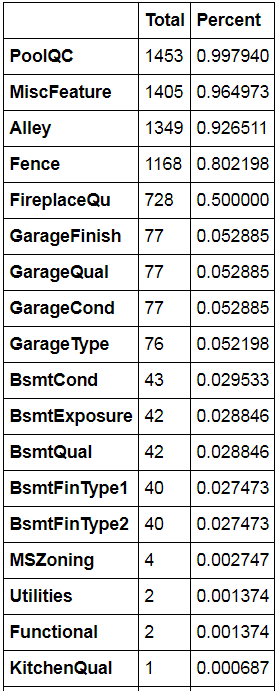 Total Percent
PoolQC 1453 0.997940
MiscFeature 1405 0.964973
Alley 1349 0.926511
Fence 1168 0.802198
FireplaceQu 728 0.500000
GarageFinish 77 0.052885
GarageQual 77 0.052885
GarageCond 77 0.052885
GarageType 76 0.052198
BsmtCond 43 0.029533
BsmtExposure 42 0.028846
BsmtQual 42 0.028846
BsmtFinType1 40 0.027473
BsmtFinType2 40 0.027473
MSZoning 4 0.002747
Utilities 2 0.001374
Functional 2 0.001374
KitchenQual 1 0.000687